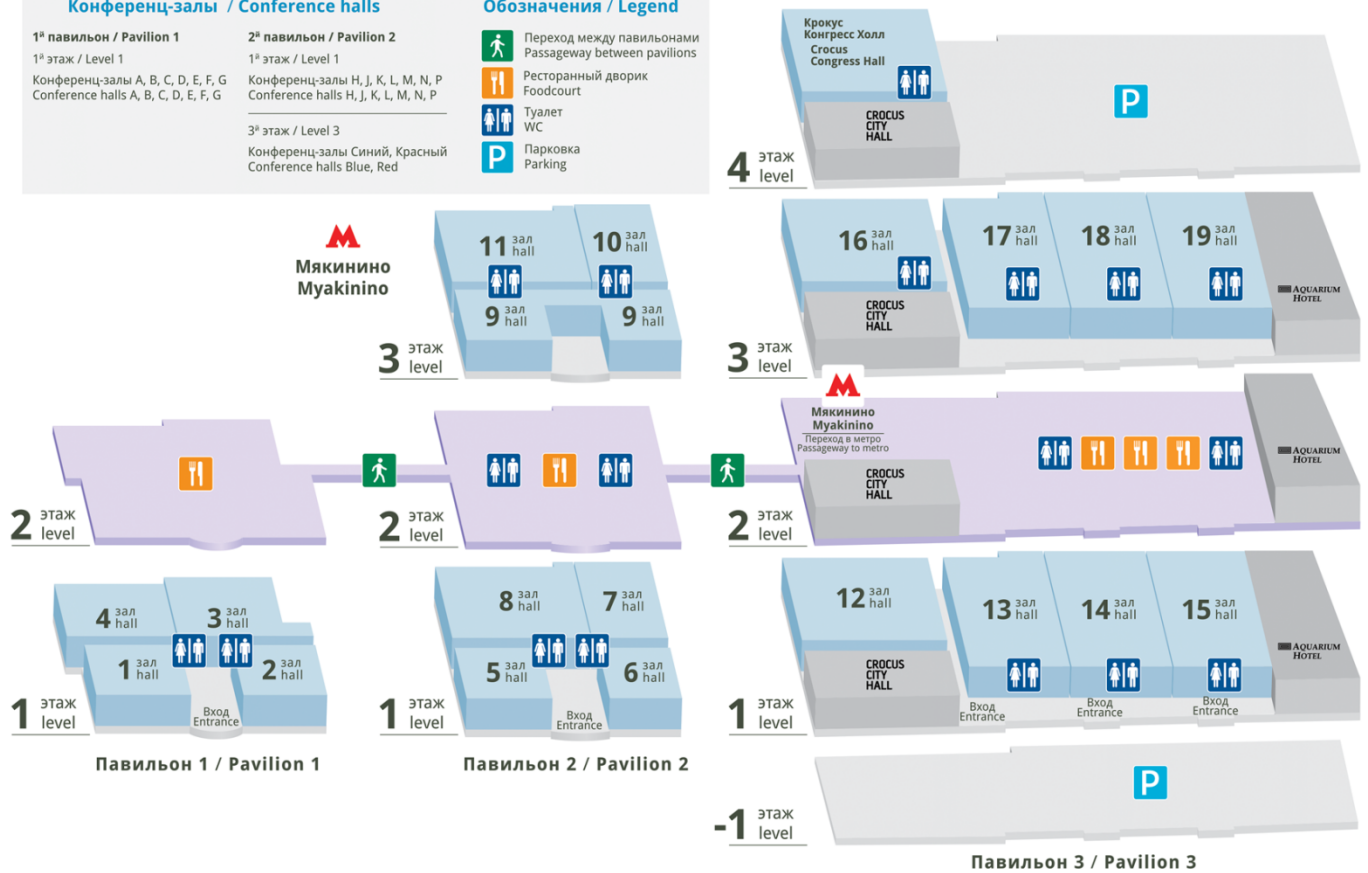 Конференц-залы / Conference halls
1й павильон / Pavilion 1
1й этаж / Level 1
Конференц-залы A, B, C, D, E, F, G
Conference halls A, B, C, D, E, F, G
2й павильон / Pavilion 2
1й этаж / Level 1
Конференц-залы H, J, K, L, M, N, P
Conference halls H, J, K, L, M, N, P
3й этаж / Level 3
Конференц-залы Синий, Красный
Conference halls Blue, Red
Обозначения / Legend
Переход между павильонами
Passageway between pavilions
Ресторанный дворик
Foodcourt
Туалет
WC
P
Парковка
Parking
Крокус
Конгресс Холл
Crocus
Congress Hall
CROCUS
CITY
HALL
P
4 этаж
level
М
Мякинино
Myakinino
11 зал
hall
10 зал
hall
9 зал
hall
9 зал
hall
3 этаж
level
16 зал
hall
17 зал
hall
18 зал
hall
19 зал
hall
CROCUS
CITY
HALL
AQUARIUM
HOTEL
3 этаж
level
2 этаж
level
2 этаж
level
М
Мякинино
Myakinino
Переход в метро
Passageway to metro
CROCUS
CITY
HALL
AQUARIUM
HOTEL
2 этаж
level
4 зал
hall
3 зал
hall
1 зал
hall
2 зал
hall
Вход
Entrance
1 этаж
level
Павильон 1 / Pavilion 1
8 зал
hall
7 зал
hall
5 зал
hall
6 зал
hall
Вход
Entrance
1 этаж
level
Павильон 2 / Pavilion 2
12 зал
hall
13 зал
hall
14 зал
hall
15 зал
hall
CROCUS
CITY
HALL
AQUARIUM
HOTEL
Вход
Entrance
Вход
Entrance
Вход
Entrance
1 этаж
level
P
-1 этаж
level
Павильон 3 / Pavilion 3